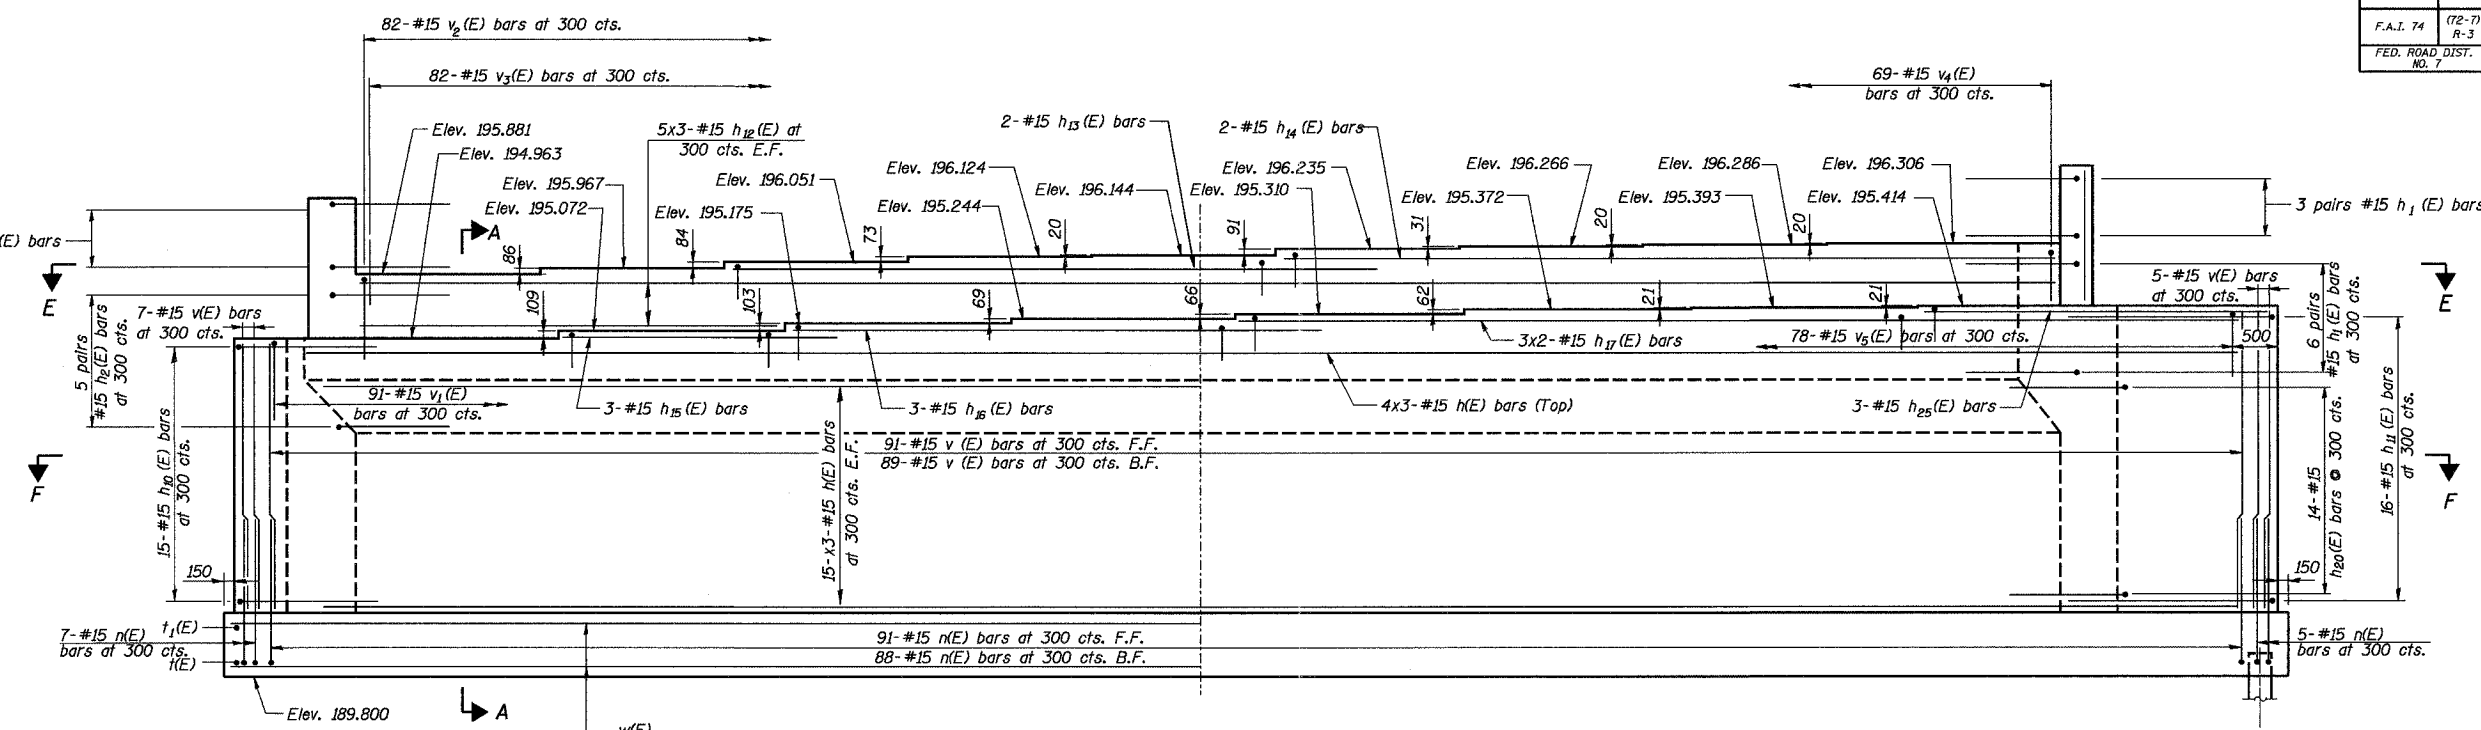 82-#15 v2(E) bars at 300 cts.
82-#15 v3(E) bars at 300 cts.
69-#15 v4(E)
bars at 300 cts.
F.A.I. 74
(72-7)
R-3
FED. ROAD DIST.
NO. 7
Elev. 195.881
Elev. 194.963
5x3-#15 h12(E) at
300 cts. E.F.
2-#15 h13(E) bars
2-#15 h14(E) bars
Elev. 195.967
Elev. 195.072
Elev. 196.051
Elev. 195.175
Elev. 196.124
Elev. 195.244
Elev. 196.144
Elev. 196.235
Elev. 195.310
Elev. 196.266
Elev. 195.372
Elev. 196.286
Elev. 195.393
Elev. 196.306
Elev. 195.414
3 pairs #15 h1(E) bars
(E) bars
A
E
E
86
84
73
20
91
31
20
20
109
103
69
66
62
21
21
7-#15 v(E) bars
at 300 cts.
5-#15 v(E) bars
at 300 cts.
5 pairs
#15 h2(E) bars
at 300 cts.
6 pairs
#15 h1(E) bars
at 300 cts.
3x2-#15 h17(E) bars
78-#15 v5(E) bars at 300 cts.
500
91-#15 v1(E)
bars at 300 cts.
3-#15 h15(E) bars
3-#15 h16(E) bars
4x3-#15 h(E) bars (Top)
3-#15 h25(E) bars
15-#15 h10(E) bars
at 300 cts.
15-x3-#15 h(E) bars
at 300 cts. E.F.
91-#15 v (E) bars at 300 cts. F.F.
89-#15 v (E) bars at 300 cts. B.F.
14-#15
h20(E) bars @ 300 cts.
16-#15 h11(E) bars
at 300 cts.
F
F
150
150
7-#15 n(E)
bars at 300 cts.
t1(E)
t(E)
91-#15 n(E) bars at 300 cts. F.F.
88-#15 n(E) bars at 300 cts. B.F.
5-#15 n(E)
bars at 300 cts.
Elev. 189.800
A
w(E)